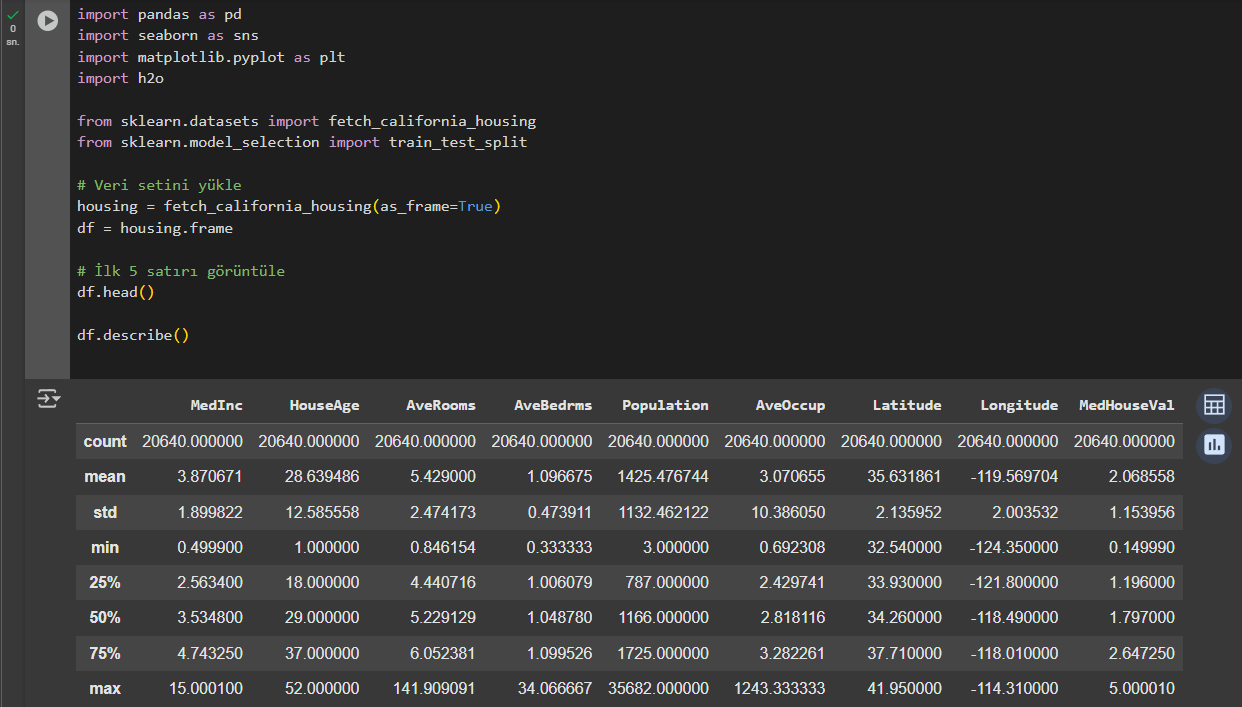 import pandas as pd
import seaborn as sns
import matplotlib.pyplot as plt
import h2o
from sklearn.datasets import fetch_california_housing
from sklearn.model_selection import train_test_split
# Veri setini yükle
housing = fetch_california_housing(as_frame=True)
df = housing.frame
# İlk 5 satırı görüntüle
df.head()
df.describe()
0
sn.
MedInc HouseAge AveRooms AveBedrms Population AveOccup Latitude Longitude MedHouseVal
count 20640.000000 20640.000000 20640.000000 20640.000000 20640.000000 20640.000000 20640.000000 20640.000000 20640.000000
mean 3.870671 28.639486 5.429000 1.096675 1425.476744 3.070655 35.631861 -119.569704 2.068558
std 1.899822 12.585558 2.474173 0.473911 1132.462122 10.386050 2.135952 2.003532 1.153956
min 0.499900 1.000000 0.846154 0.333333 3.000000 0.692308 32.540000 -124.350000 0.149990
25% 2.563400 18.000000 4.440716 1.006079 787.000000 2.429741 33.930000 -121.800000 1.196000
50% 3.534800 29.000000 5.229129 1.048780 1166.000000 2.818116 34.260000 -118.490000 1.797000
75% 4.743250 37.000000 6.052381 1.099526 1725.000000 3.282261 37.710000 -118.010000 2.647250
max 15.000100 52.000000 141.909091 34.066667 35682.000000 1243.333333 41.950000 -114.310000 5.000010